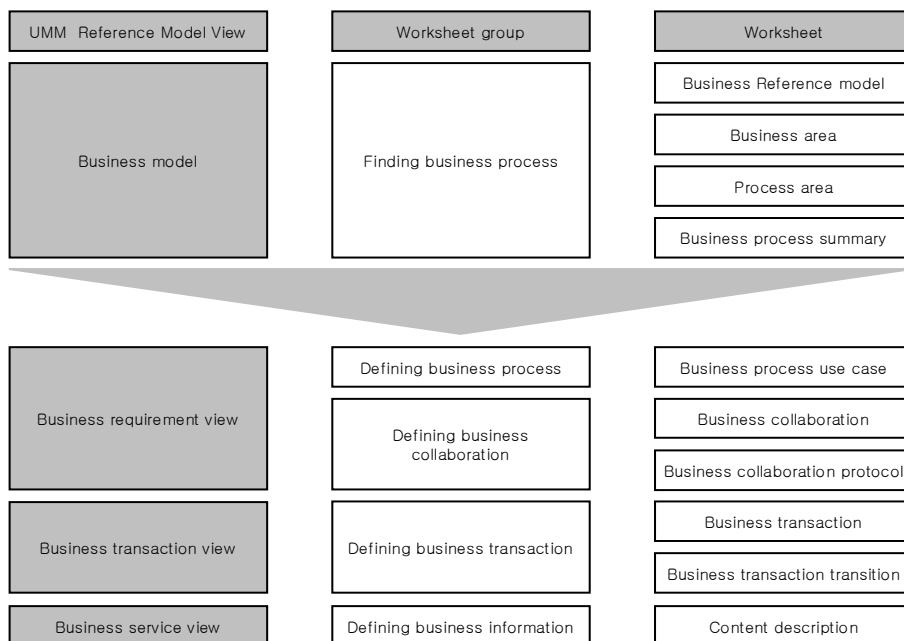 UMM Reference Model View
Worksheet group
Worksheet
Business model
Finding business process
Business Reference model
Business area
Process area
Business process summary
Business requirement view
Defining business process
Business process use case
Defining business
collaboration
Business collaboration
Business collaboration protocol
Business transaction view
Defining business transaction
Business transaction
Business transaction transition
Business service view
Defining business information
Content description